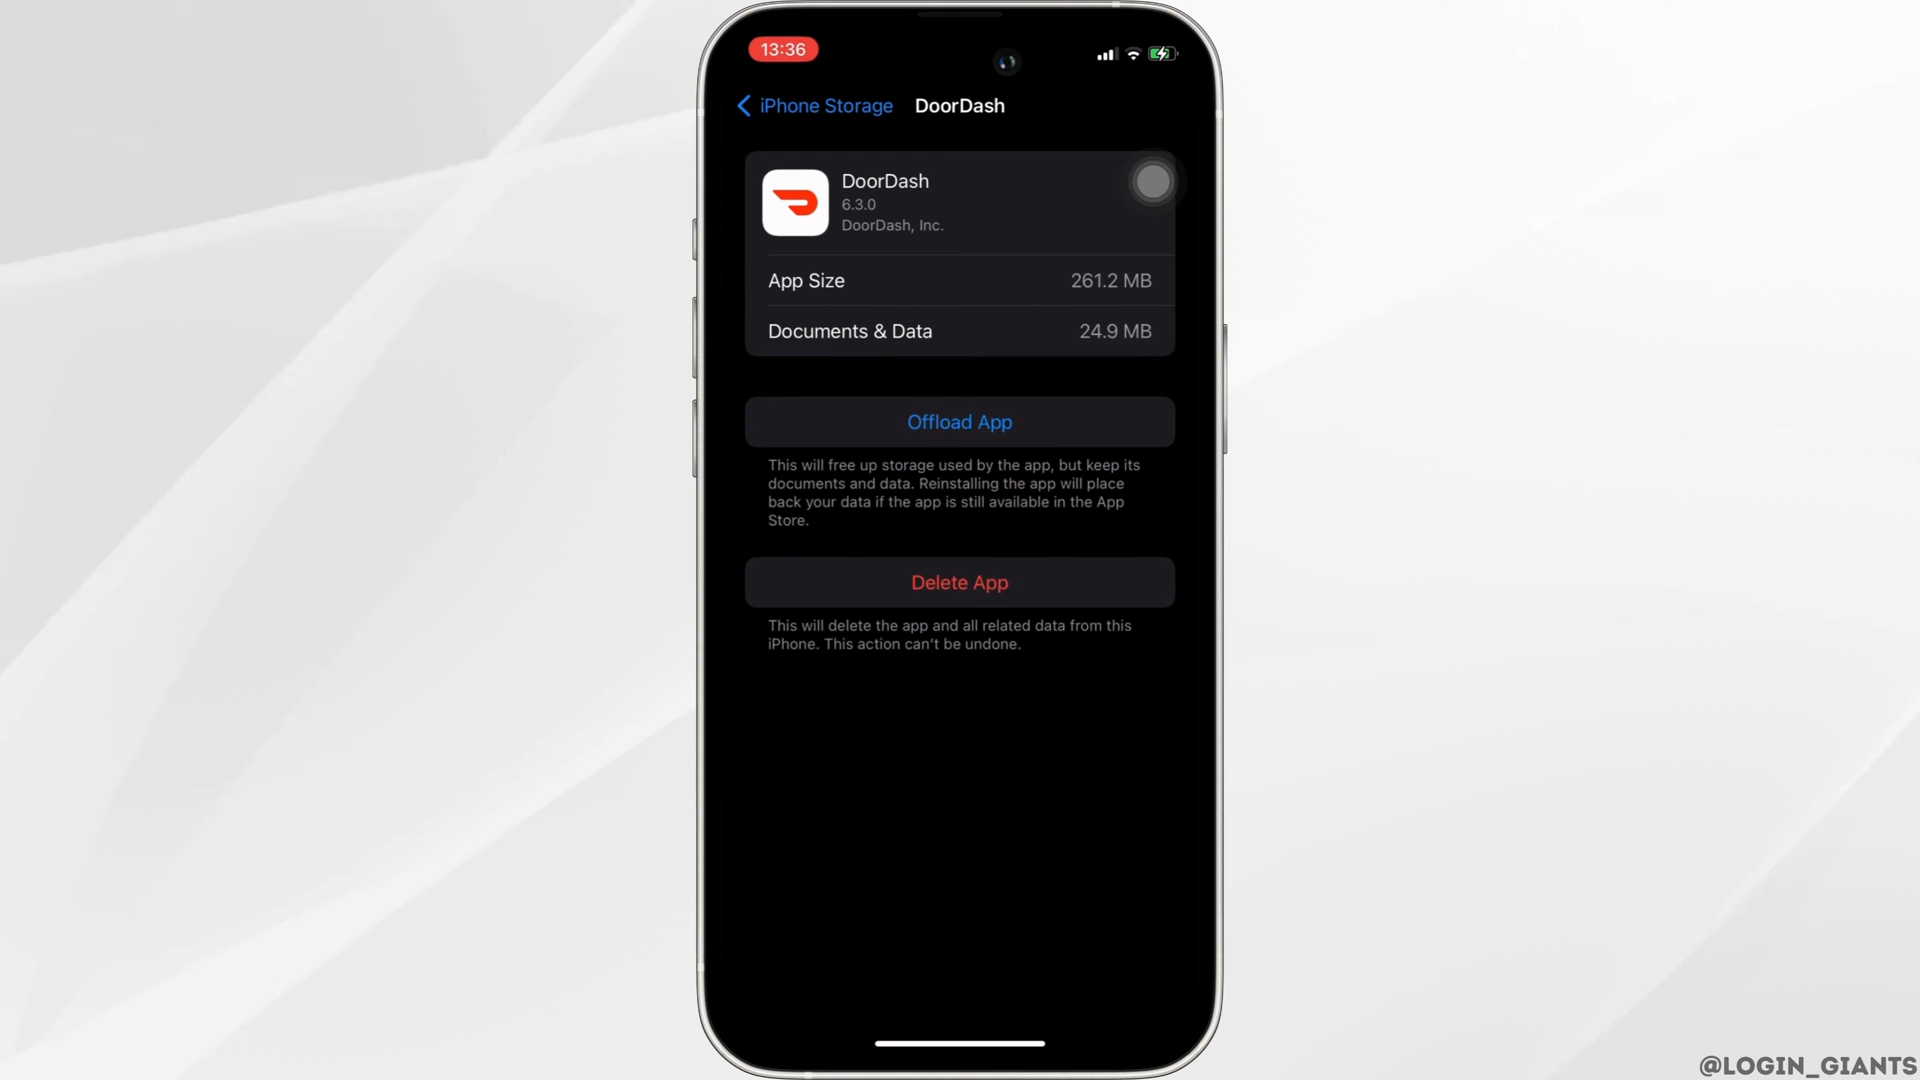 13:36
iPhone Storage DoorDash
DoorDash
6.3.0
DoorDash, Inc.
App Size 261.2 MB
Documents & Data 24.9 MB
Offload App
This will free up storage used by the app, but keep its
documents and data. Reinstalling the app will place
back your data if the app is still available in the App
Store.
Delete App
This will delete the app and all related data from this
iPhone. This action can't be undone.
@LOGIN_GIANTS